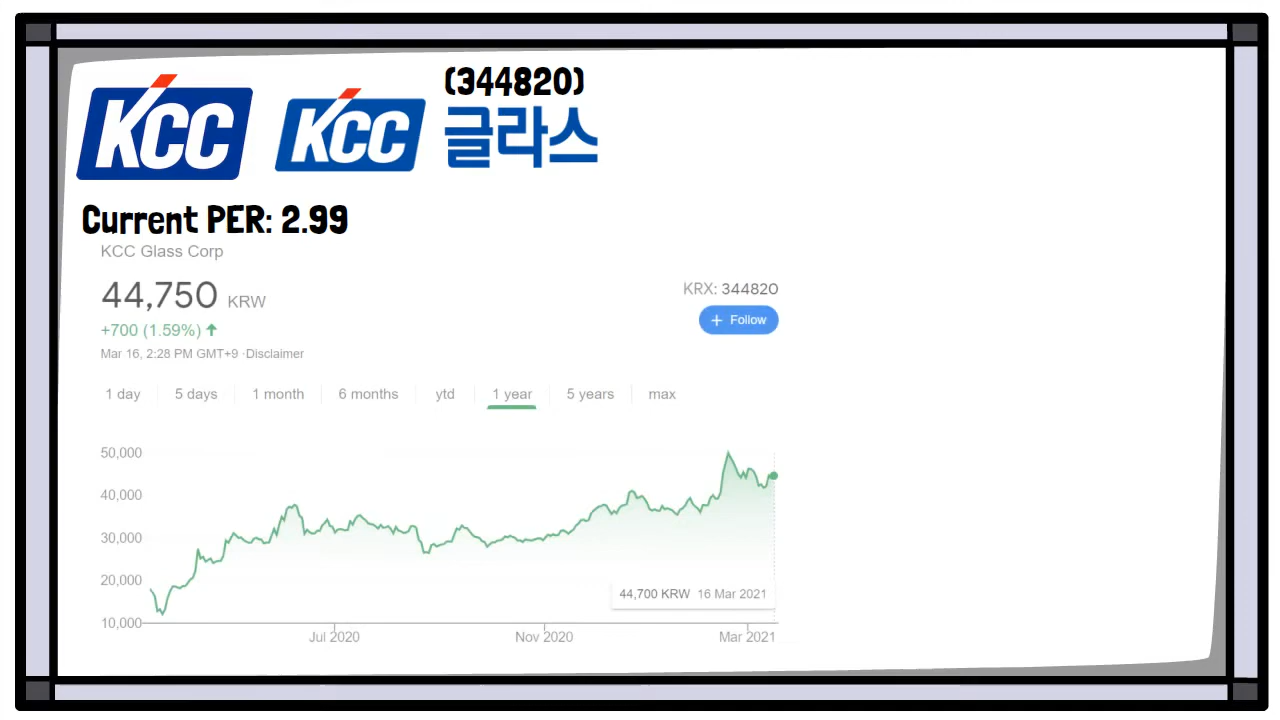 KCC KCC 글라스
(344820)
Current PER: 2.99
KCC Glass Corp
44,750 KRW
KRX: 344820
+700 (1.59%)
+ Follow
Mar 16, 2:28 PM GMT+9 ·Disclaimer
1 day 5 days 1 month 6 months ytd 1 year 5 years max
50,000
40,000
30,000
20,000
10,000
44,700 KRW 16 Mar 2021
Jul 2020 Nov 2020 Mar 2021